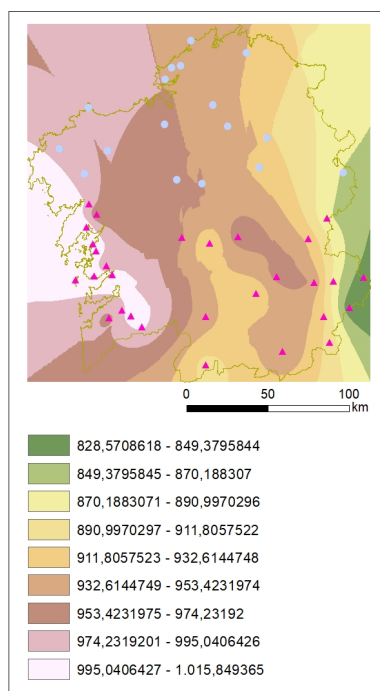 0 50 100
km
828,5708618 - 849,3795844
849,3795845 - 870,188307
870,1883071 - 890,9970296
890,9970297 - 911,8057522
911,8057523 - 932,6144748
932,6144749 - 953,4231974
953,4231975 - 974,23192
974,2319201 - 995,0406426
995,0406427 - 1.015,849365